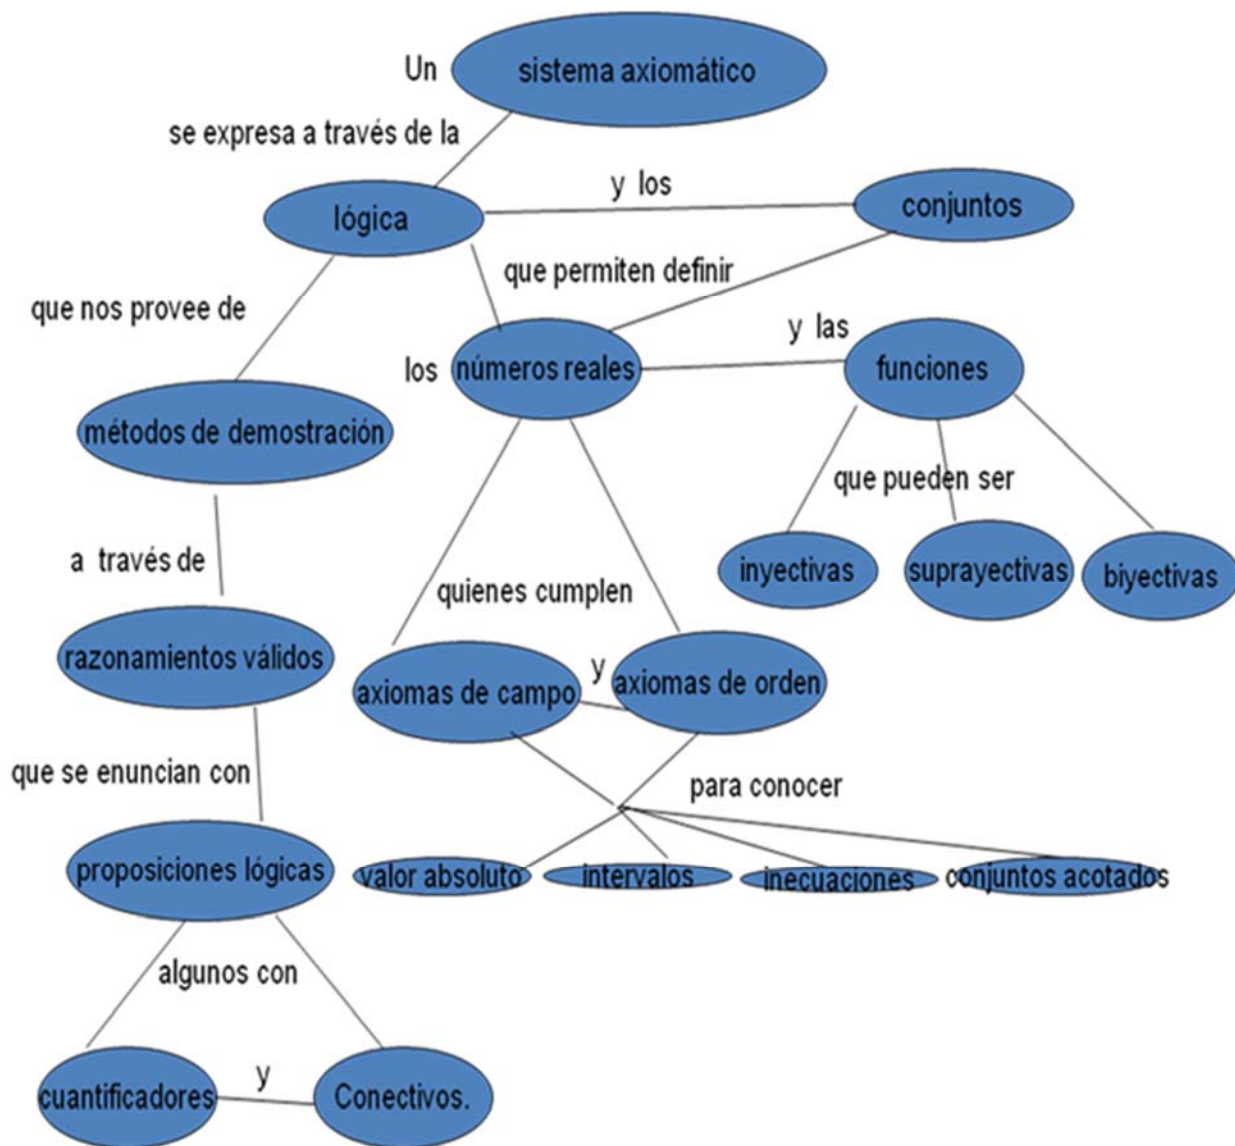 Un sistema axiomático
se expresa a través de la
lógica
y los
conjuntos
que nos provee de
que permiten definir
los números reales
y las
funciones
métodos de demostración
que pueden ser
a través de
inyectivas
suprayectivas
biyectivas
quienes cumplen
razonamientos válidos
axiomas de campo
y
axiomas de orden
que se enuncian con
para conocer
proposiciones lógicas
valor absoluto
intervalos
inecuaciones
conjuntos acotados
algunos con
cuantificadores
y
Conectivos.